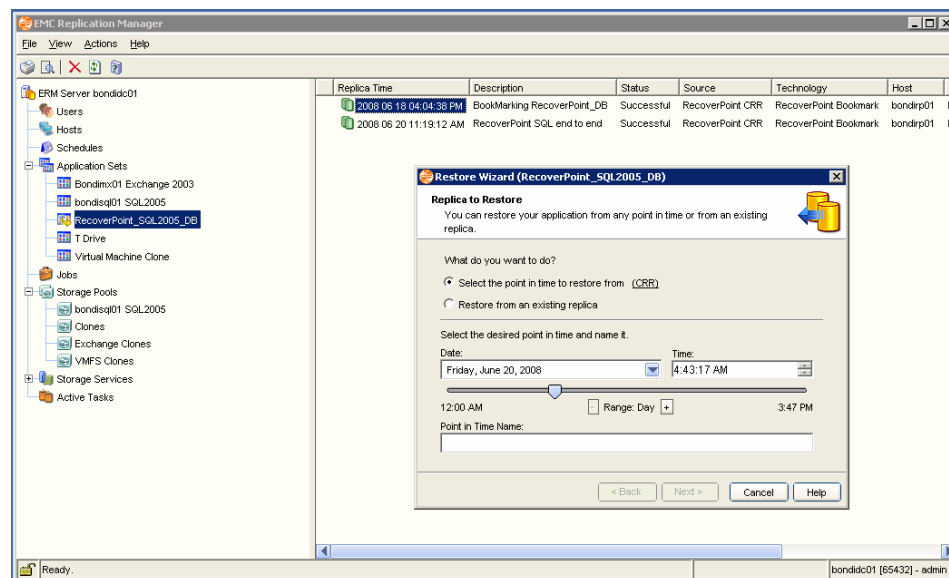 EMC Replication Manager
File View Actions Help
ERM Server bondidc01
Users
Hosts
Schedules
Application Sets
Bondimx01 Exchange 2003
bondisql01 SQL2005
RecoverPoint_SQL2005_DB
T Drive
Virtual Machine Clone
Jobs
Storage Pools
bondisql01 SQL2005
Clones
Exchange Clones
VMFS Clones
Storage Services
Active Tasks
Replica Time Description Status Source Technology Host
2008 06 18 04:04:38 PM BookMarking RecoverPoint_DB Successful RecoverPoint CRR RecoverPoint Bookmark bondirp01
2008 06 20 11:19:12 AM RecoverPoint SQL end to end Successful RecoverPoint CRR RecoverPoint Bookmark bondirp01
Restore Wizard (RecoverPoint_SQL2005_DB)
Replica to Restore
You can restore your application from any point in time or from an existing
replica.
What do you want to do?
Select the point in time to restore from (CRR)
Restore from an existing replica
Select the desired point in time and name it.
Date: Time:
Friday, June 20, 2008 4:43:17 AM
12:00 AM - Range: Day + 3:47 PM
Point in Time Name:
< Back Next > Cancel Help
Ready. bondidc01 [65432] - admin